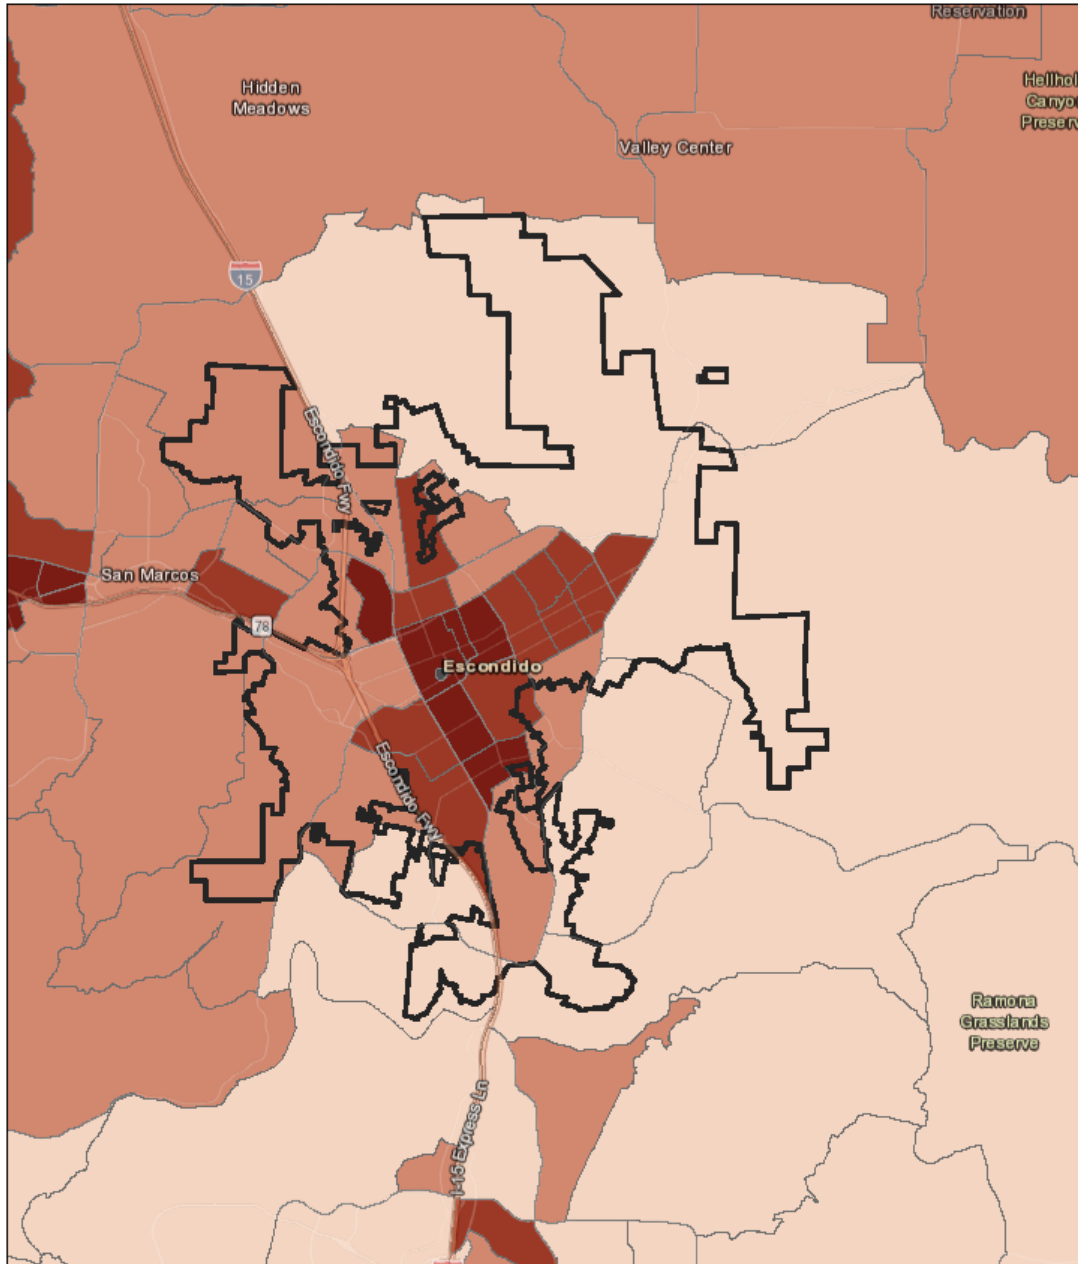 Reservation
Hidden
Meadows
Hellhol
Canyo
Preserv
Valley Center
15
Escondido Fwy
San Marcos
78
Escondido
Escondido Fwy
Ramona
Grasslands
Preserve
I-15 Express Ln